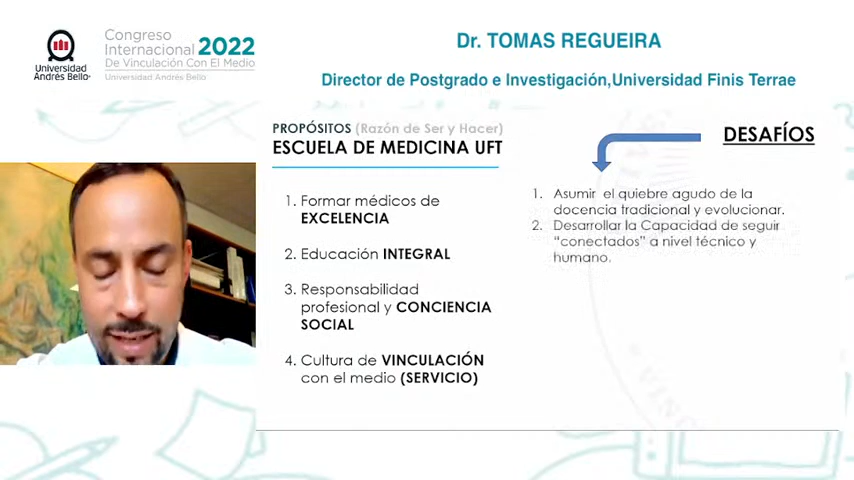 Universidad
Andrés Bello
Congreso
Internacional 2022
De Vinculación Con El Medio
Universidad Andrés Bello
Dr. TOMAS REGUEIRA
Director de Postgrado e Investigación,Universidad Finis Terrae
PROPÓSITOS (Razón de Ser y Hacer)
ESCUELA DE MEDICINA UFT
1. Formar médicos de
EXCELENCIA
2. Educación INTEGRAL
3. Responsabilidad
profesional y CONCIENCIA
SOCIAL
4. Cultura de VINCULACIÓN
con el medio (SERVICIO)
DESAFÍOS
1. Asumir el quiebre agudo de la
docencia tradicional y evolucionar.
2. Desarrollar la Capacidad de seguir
"conectados" a nivel técnico y
humano.